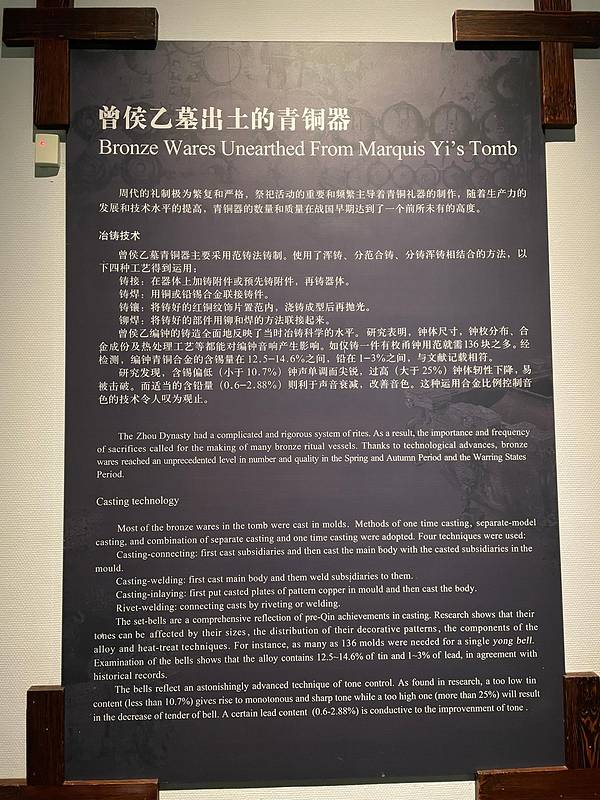 曾侯乙墓出土的青铜器
Bronze Wares Unearthed From Marquis Yi's Tomb
周代的礼制极为繁复和严格，祭祀活动的重要和频繁主导着青铜礼器的制作，随着生产力的
发展和技术水平的提高，青铜器的数量和质量在战国早期达到了一个前所未有的高度。
冶铸技术
曾侯乙墓青铜器主要采用范铸法铸制。使用了浑铸、分范合铸、分铸浑铸相结合的方法，以
下四种工艺得到运用：
铸接：在器体上加铸附件或预先铸附件，再铸器体。
铸焊：用铜或铅锡合金联接铸件。
铸镶：将铸好的红铜纹饰片置范内，浇铸成型后再抛光。
铆焊：将铸好的部件用铆和焊的方法联接起来。
曾侯乙编钟的铸造全面地反映了当时冶铸科学的水平。研究表明，钟体尺寸，钟枚分布、合
金成份及热处理工艺等都能对编钟音响产生影响。如仅铸一件有枚甬钟用范就需136块之多。经
检测，编钟青铜合金的含锡量在12.5-14.6%之间，铅在1-3%之间，与文献记载相符。
研究发现，含锡偏低（小于10.7%）钟声单调而尖锐，过高（大于25%）钟体韧性下降，易
被击破。而适当的含铅量（0.6-2.88%）则利于声音衰减，改善音色。这种运用合金比例控制音
色的技术令人叹为观止。
The Zhou Dynasty had a complicated and rigorous system of rites. As a result, the importance and frequency
of sacrifices called for the making of many bronze ritual vessels. Thanks to technological advances, bronze
wares reached an unprecedented level in number and quality in the Spring and Autumn Period and the Warring States
Period.
Casting technology
Most of the bronze wares in the tomb were cast in molds. Methods of one time casting, separate-model
casting, and combination of separate casting and one time casting were adopted. Four techniques were used:
Casting-connecting: first cast subsidiaries and then cast the main body with the casted subsidiaries in the
mould.
Casting-welding: first cast main body and them weld subsidiaries to them.
Casting-inlaying: first put casted plates of pattern copper in mould and then cast the body.
Rivet-welding: connecting casts by riveting or welding.
The set-bells are a comprehensive reflection of pre-Qin achievements in casting. Research shows that their
tones can be affected by their sizes, the distribution of their decorative patterns, the components of the
alloy and heat-treat techniques. For instance, as many as 136 molds were needed for a single yong bell.
Examination of the bells shows that the alloy contains 12.5~14.6% of tin and 1~3% of lead, in agreement with
historical records.
The bells reflect an astonishingly advanced technique of tone control. As found in research, a too low tin
content (less than 10.7%) gives rise to monotonous and sharp tone while a too high one (more than 25%) will result
in the decrease of tender of bell. A certain lead content (0.6-2.88%) is conductive to the improvenment of tone .